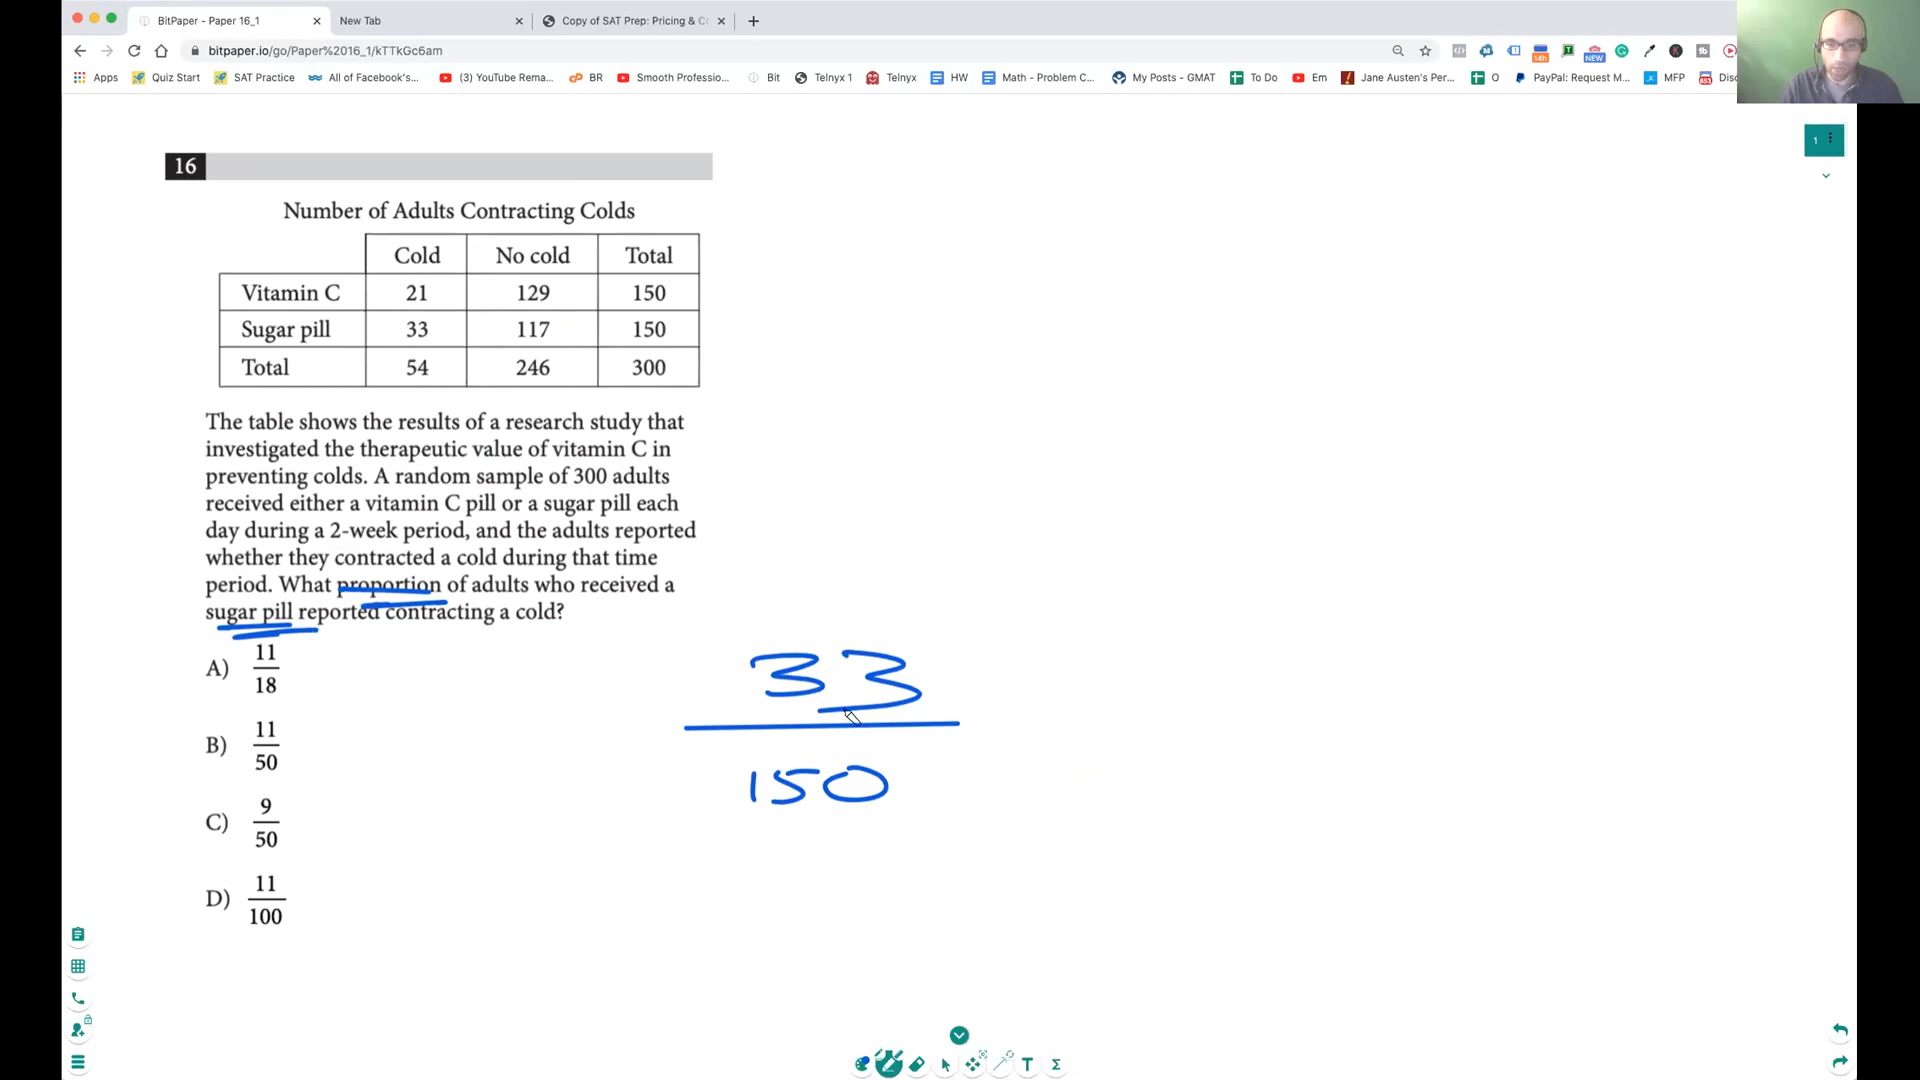 BitPaper - Paper 16_1
New Tab
Copy of SAT Prep: Pricing & C
bitpaper.io/go/Paper%2016_1/kTTkGc6am
14h
NEW
Apps Quiz Start SAT Practice All of Facebook's... (3) YouTube Rema... BR Smooth Professio... Bit Telnyx 1 Telnyx HW Math - Problem C... My Posts - GMAT To Do Em Jane Austen's Per... O PayPal: Request M... MFP Disc
1
16
Number of Adults Contracting Colds
Cold No cold Total
Vitamin C 21 129 150
Sugar pill 33 117 150
Total 54 246 300
The table shows the results of a research study that
investigated the therapeutic value of vitamin C in
preventing colds. A random sample of 300 adults
received either a vitamin C pill or a sugar pill each
day during a 2-week period, and the adults reported
whether they contracted a cold during that time
period. What proportion of adults who received a
sugar pill reported contracting a cold?
A) 11/18
B) 11/50
C) 9/50
D) 11/100
33
150
T Σ